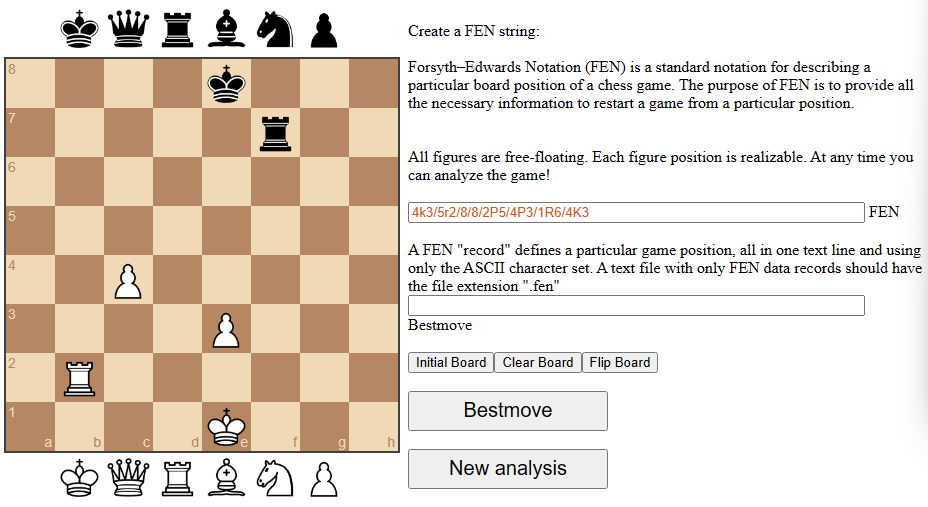 Create a FEN string:
Forsyth–Edwards Notation (FEN) is a standard notation for describing a
particular board position of a chess game. The purpose of FEN is to provide all
the necessary information to restart a game from a particular position.
All figures are free-floating. Each figure position is realizable. At any time you
can analyze the game!
4k3/5r2/8/8/2P5/4P3/1R6/4K3 FEN
A FEN "record" defines a particular game position, all in one text line and using
only the ASCII character set. A text file with only FEN data records should have
the file extension ".fen"
Bestmove
Initial Board Clear Board Flip Board
Bestmove
New analysis
8
7
6
5
4
3
2
1
a b c d e f g h